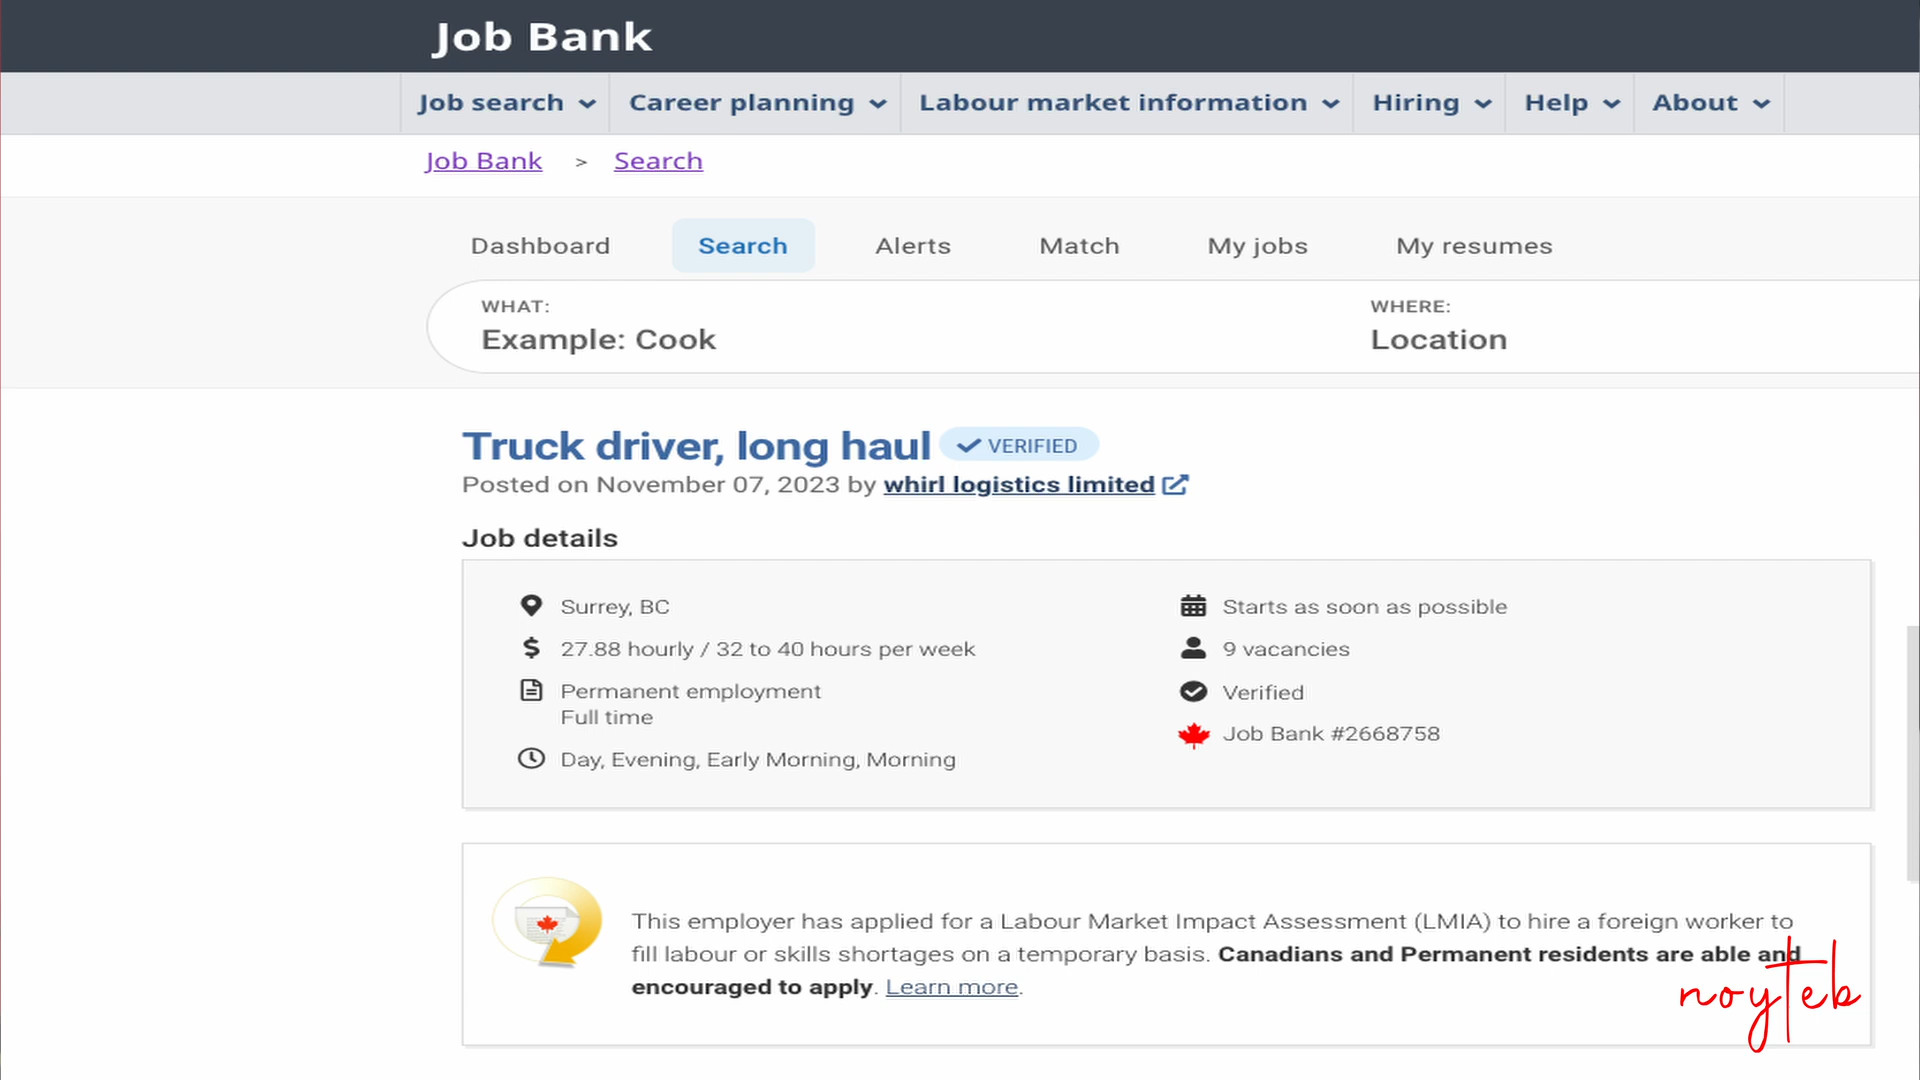 Job Bank
Job search Career planning Labour market information Hiring Help About
Job Bank > Search
Dashboard Search Alerts Match My jobs My resumes
WHAT: WHERE:
Example: Cook Location
Truck driver, long haul VERIFIED
Posted on November 07, 2023 by whirl logistics limited
Job details
Surrey, BC Starts as soon as possible
27.88 hourly / 32 to 40 hours per week 9 vacancies
Permanent employment Verified
Full time
Job Bank #2668758
Day, Evening, Early Morning, Morning
This employer has applied for a Labour Market Impact Assessment (LMIA) to hire a foreign worker to
fill labour or skills shortages on a temporary basis. Canadians and Permanent residents are able and
encouraged to apply. Learn more.
noyteb